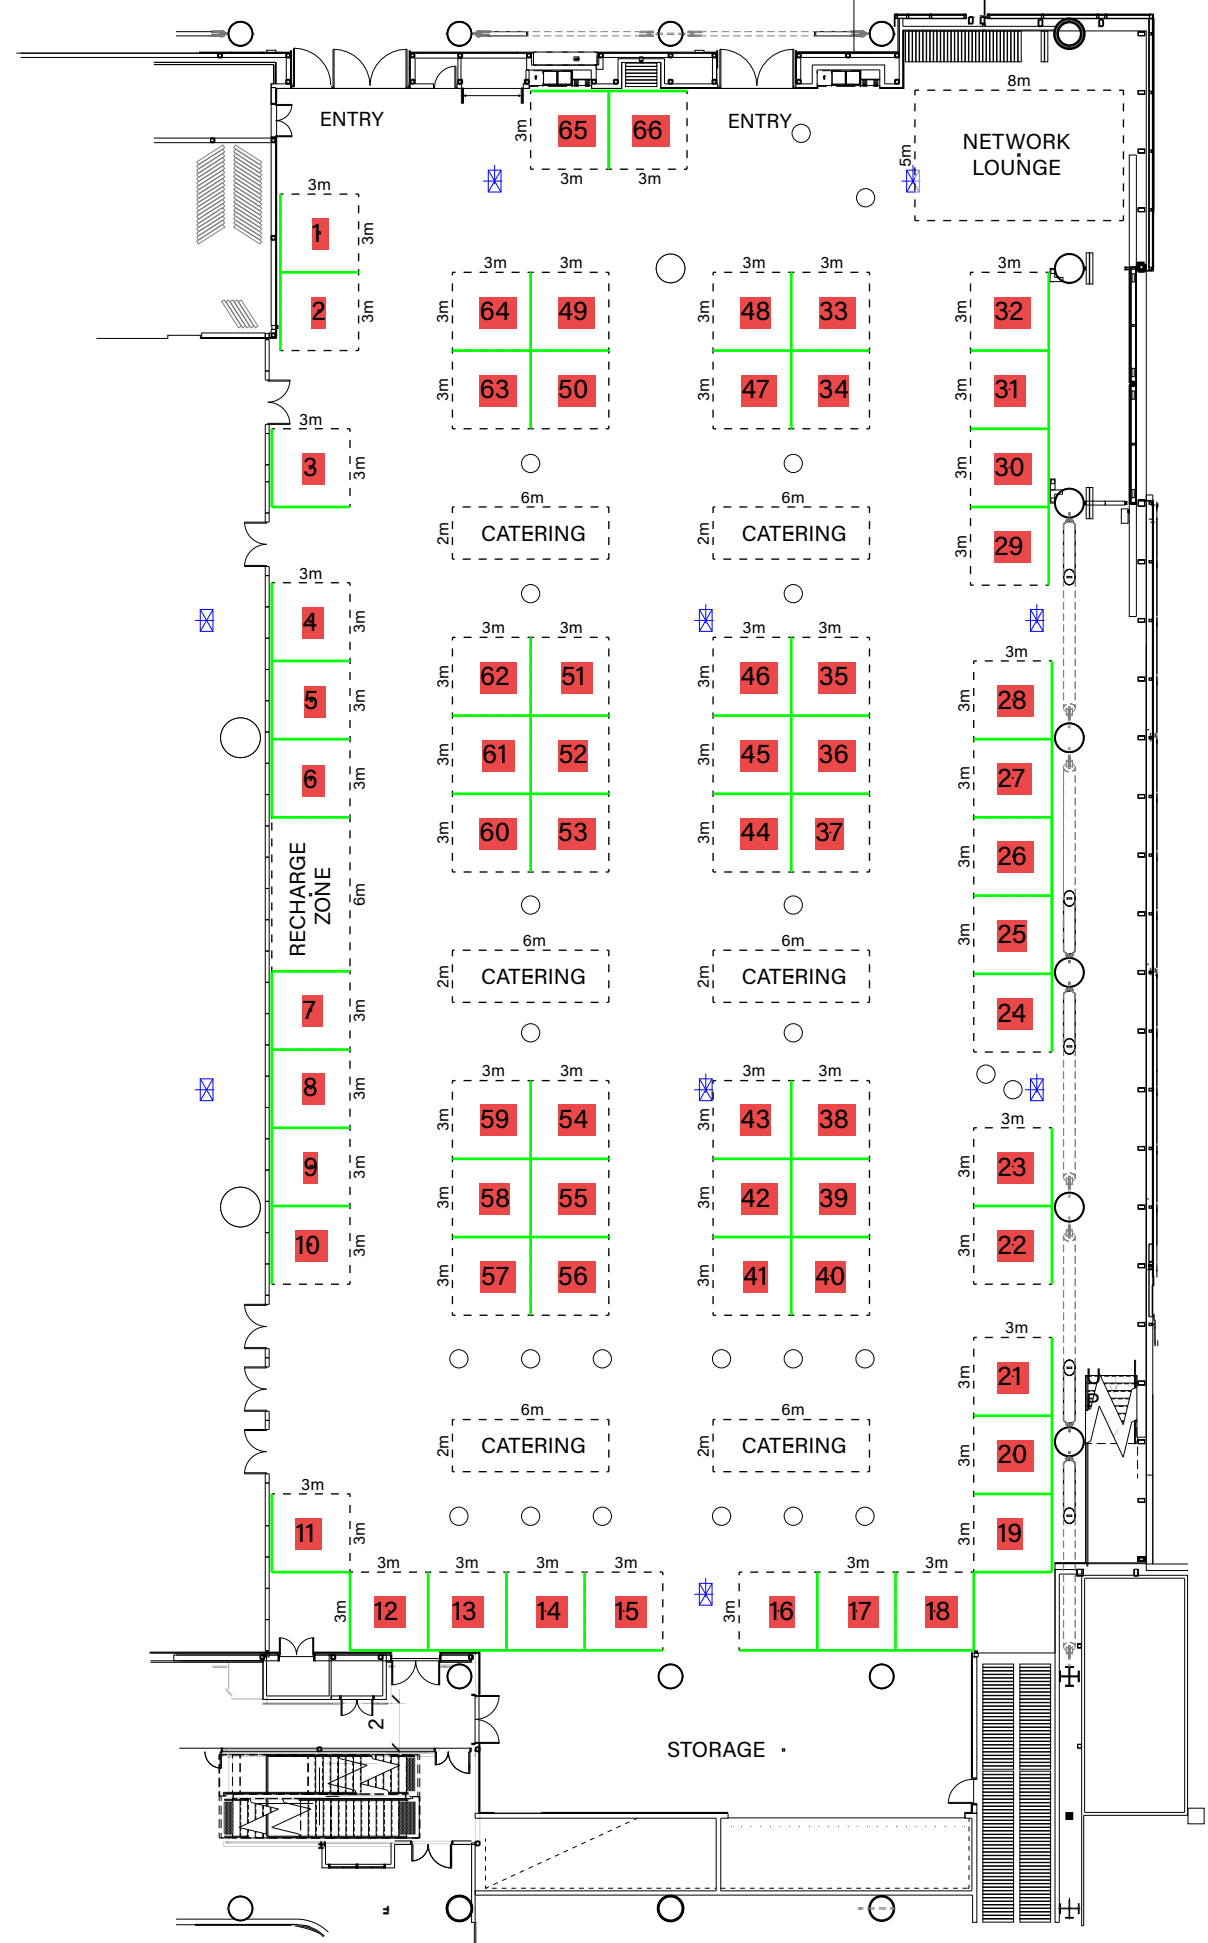 8m
ENTRY
ENTRY
3m 65 66
3m 3m
NETWORK
LOUNGE
5m
3m
1 3m
2 3m
3m 3m 3m 3m 3m
3m 64 49 3m 48 33 3m 32
3m 63 50 3m 47 34 3m 31
3m
3 3m
3m 30
6m 6m
2m CATERING 2m CATERING
3m 29
3m
4 3m
3m 3m 3m 3m
3m 62 51 3m 46 35
3m
3m 28
5 3m
3m 61 52 3m 45 36
6 3m
3m 27
3m 60 53 3m 44 37
3m 26
RECHARGE
ZONE
6m
3m 25
6m 6m
2m CATERING 2m CATERING
7 3m
3m 24
8 3m
3m 3m 3m 3m
3m 59 54 3m 43 38
3m
3m 23
9 3m
3m 58 55 3m 42 39
10 3m
3m 22
3m 57 56 3m 41 40
3m
3m 21
6m 6m
2m CATERING 2m CATERING
3m 20
3m
11 3m
3m 19
3m 3m 3m 3m 3m 3m
3m 12 13 14 15 3m 16 17 18
2
STORAGE